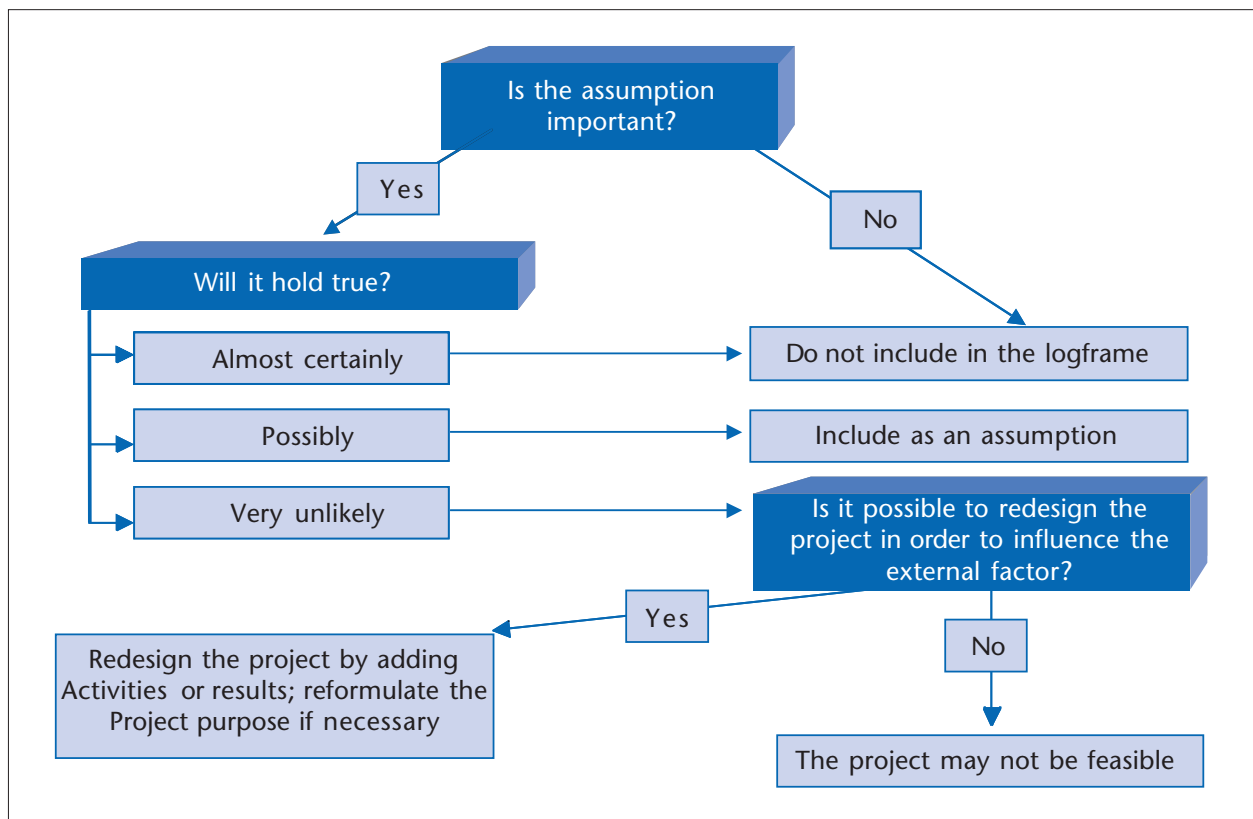 Is the assumption
important?
Yes
No
Will it hold true?
Almost certainly
Do not include in the logframe
Possibly
Include as an assumption
Very unlikely
Is it possible to redesign the
project in order to influence the
external factor?
Yes
No
Redesign the project by adding
Activities or results; reformulate the
Project purpose if necessary
The project may not be feasible